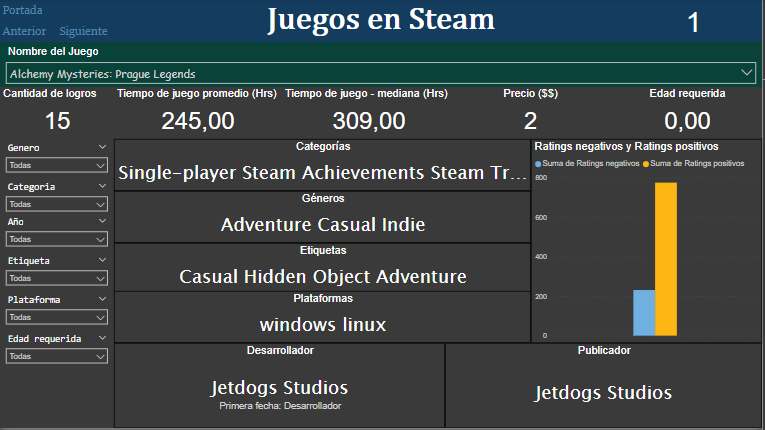 Portada
Anterior Siguiente
Juegos en Steam
1
Nombre del Juego
Alchemy Mysteries: Prague Legends
Cantidad de logros
15
Tiempo de juego promedio (Hrs)
245,00
Tiempo de juego - mediana (Hrs)
309,00
Precio ($$)
2
Edad requerida
0,00
Genero
Todas
Categoria
Todas
Año
Todas
Etiqueta
Todas
Plataforma
Todas
Edad requerida
Todas
Categorías
Single-player Steam Achievements Steam Tr...
Géneros
Adventure Casual Indie
Etiquetas
Casual Hidden Object Adventure
Plataformas
windows linux
Ratings negativos y Ratings positivos
Suma de Ratings negativos Suma de Ratings positivos
800
600
400
200
0
Desarrollador
Jetdogs Studios
Primera fecha: Desarrollador
Publicador
Jetdogs Studios